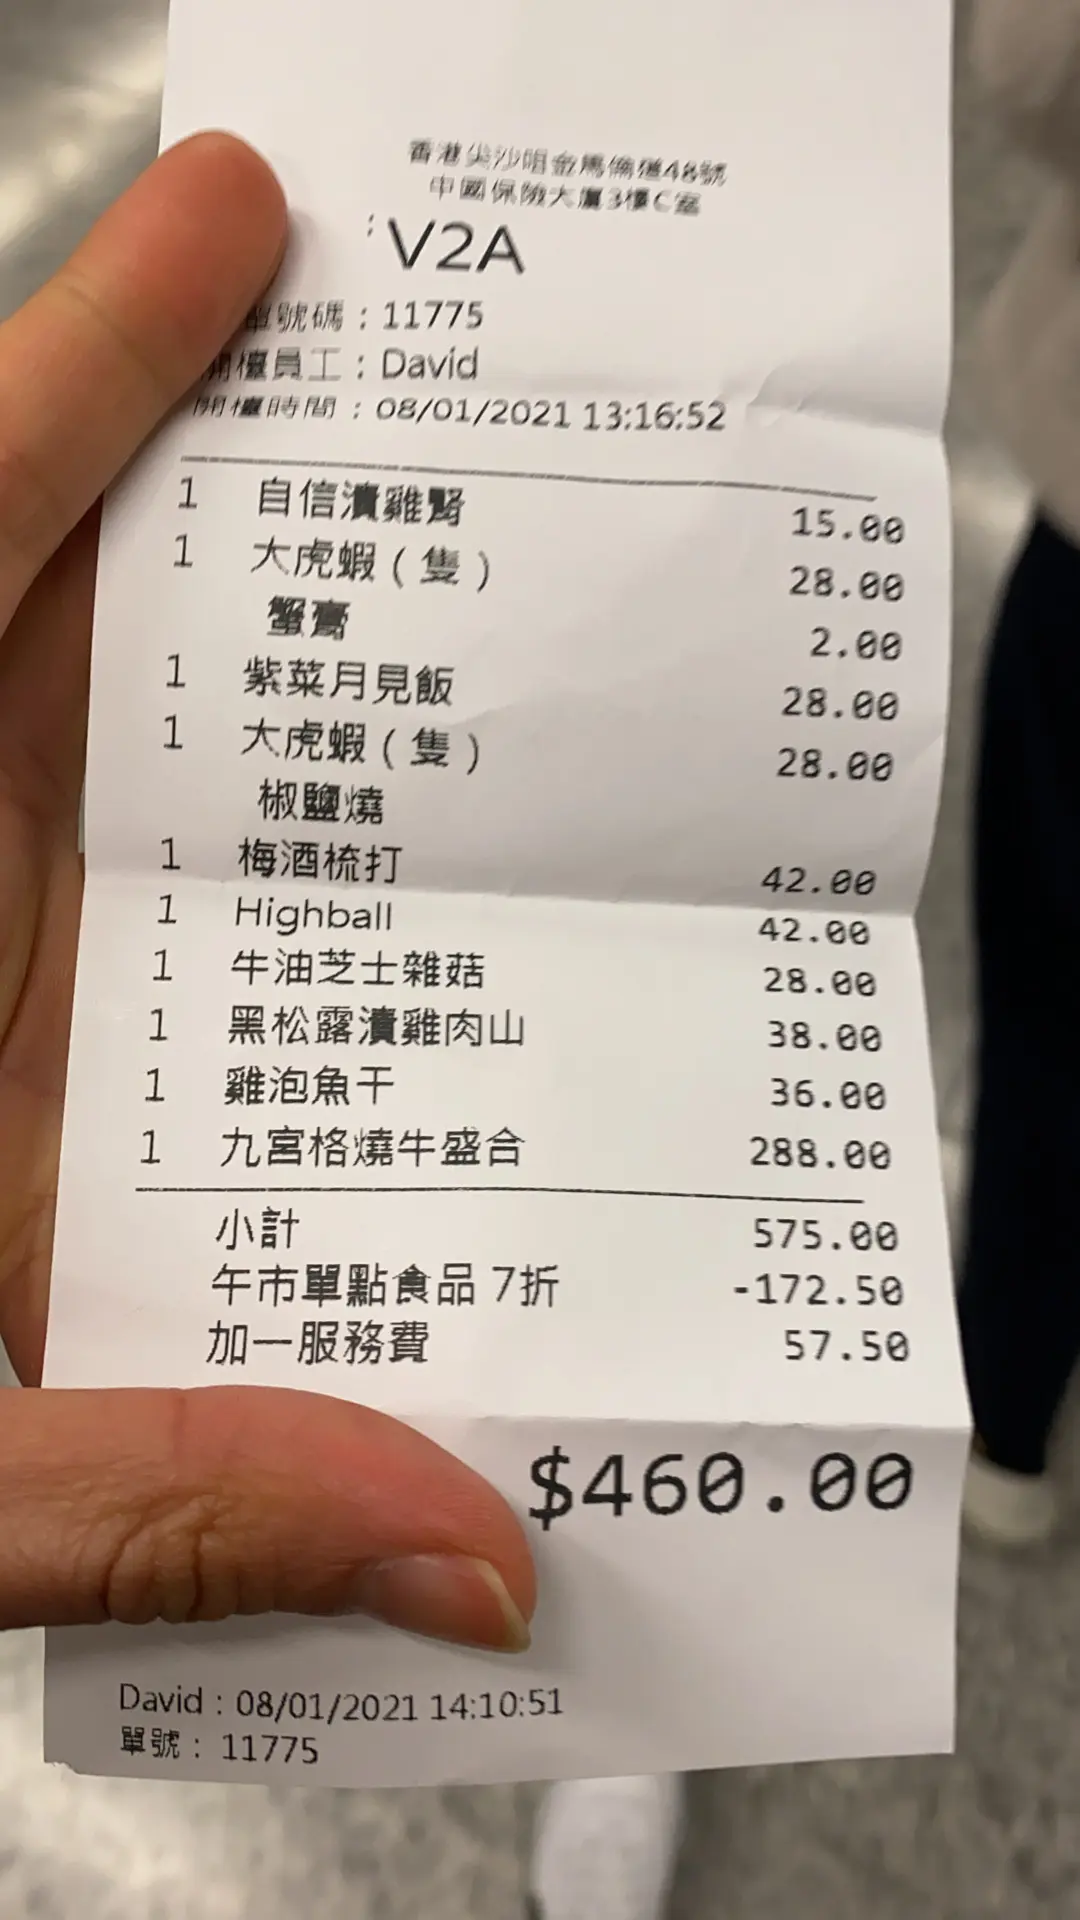 香港尖沙咀金馬倫道48號
中國保險大廈3樓C室
: V2A
單號碼：11775
開檯員工：David
開檯時間：08/01/2021 13:16:52
1 自信漬雞腎 15.00
1 大虎蝦（隻） 28.00
蟹膏 2.00
1 紫菜月見飯 28.00
1 大虎蝦（隻） 28.00
椒鹽燒
1 梅酒梳打 42.00
1 Highball 42.00
1 牛油芝士雜菇 28.00
1 黑松露漬雞肉山 38.00
1 雞泡魚干 36.00
1 九宮格燒牛盛合 288.00
小計 575.00
午市單點食品 7折 -172.50
加一服務費 57.50
$460.00
David：08/01/2021 14:10:51
單號：11775